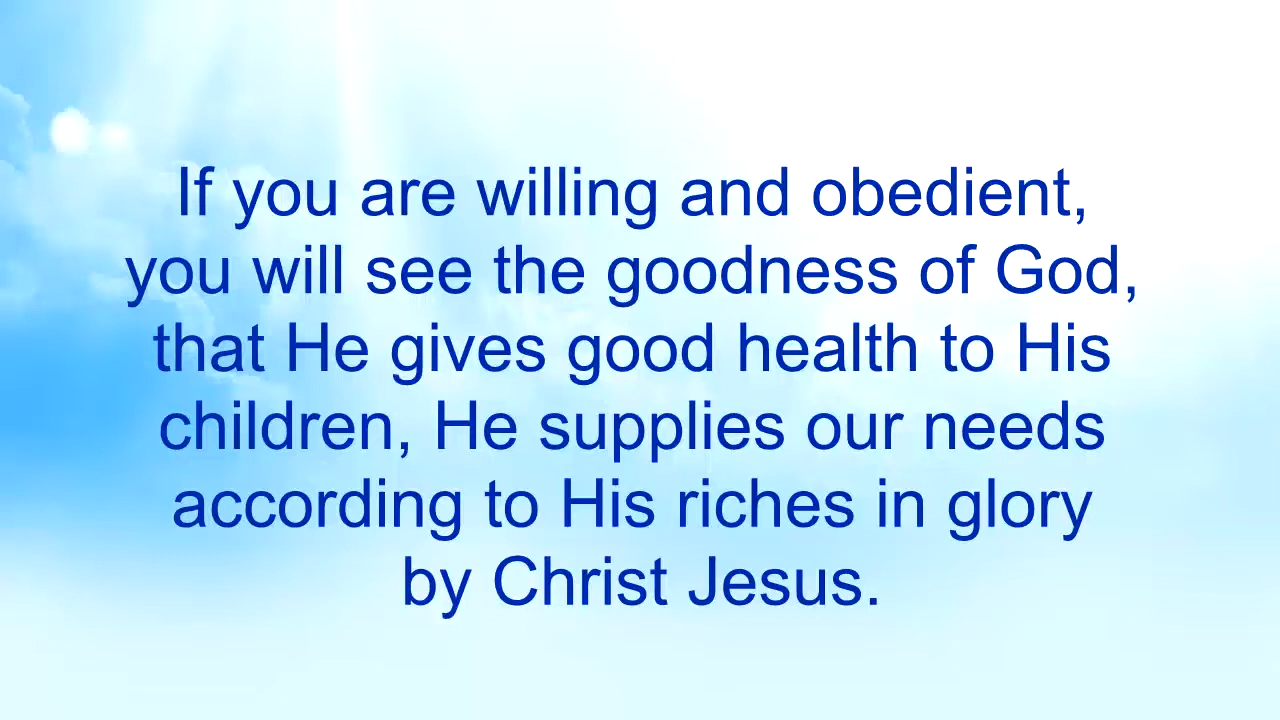 If you are willing and obedient,
you will see the goodness of God,
that He gives good health to His
children, He supplies our needs
according to His riches in glory
by Christ Jesus.